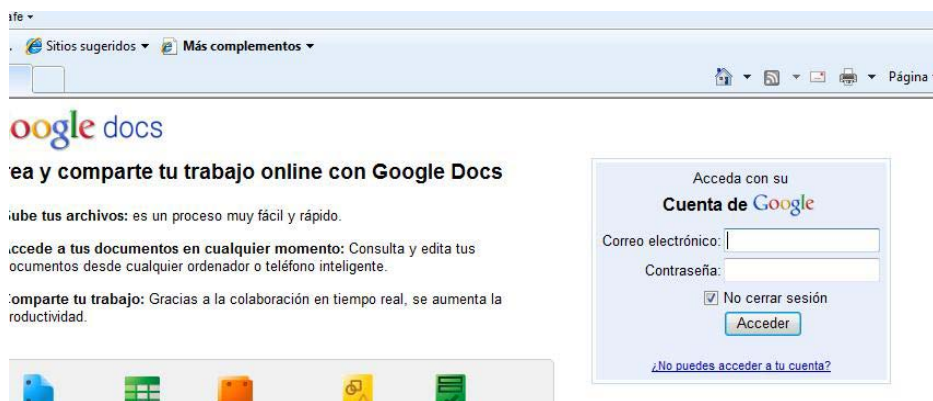 afe
Sitios sugeridos Más complementos
Página
oogle docs
rea y comparte tu trabajo online con Google Docs
ube tus archivos: es un proceso muy fácil y rápido.
ccede a tus documentos en cualquier momento: Consulta y edita tus
ocumentos desde cualquier ordenador o teléfono inteligente.
omparte tu trabajo: Gracias a la colaboración en tiempo real, se aumenta la
roductividad.
Acceda con su
Cuenta de Google
Correo electrónico:
Contraseña:
No cerrar sesión
Acceder
¿No puedes acceder a tu cuenta?